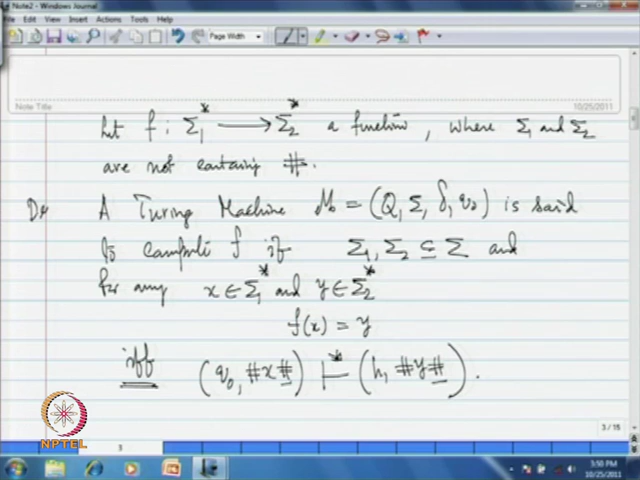 Note2 - Windows Journal
File Edit View Insert Actions Tools Help
Page Width
Note Title
10/25/2011
Let f : Σ₁* ⟶ Σ₂* a function, where Σ₁ and Σ₂
are not containing #.
Def A Turing Machine M = (Q, Σ, δ, q₀) is said
to compute f if Σ₁, Σ₂ ⊆ Σ and
for any x ∈ Σ₁* and y ∈ Σ₂*
f(x) = y
iff (q₀, #x#) ⊢* (h, #y#).
NPTEL
3 / 15
3
3:50 PM
10/25/2011